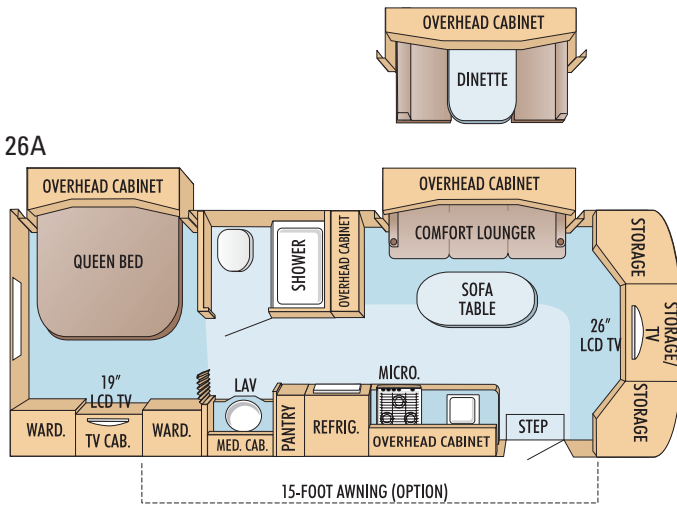 OVERHEAD CABINET
DINETTE
26A
OVERHEAD CABINET
OVERHEAD CABINET
QUEEN BED
SHOWER
OVERHEAD CABINET
COMFORT LOUNGER
STORAGE
SOFA
TABLE
STORAGE/
TV
26”
LCD TV
19”
LCD TV
LAV
MICRO.
STORAGE
WARD.
TV CAB.
WARD.
MED. CAB.
PANTRY
REFRIG.
OVERHEAD CABINET
STEP
15-FOOT AWNING (OPTION)